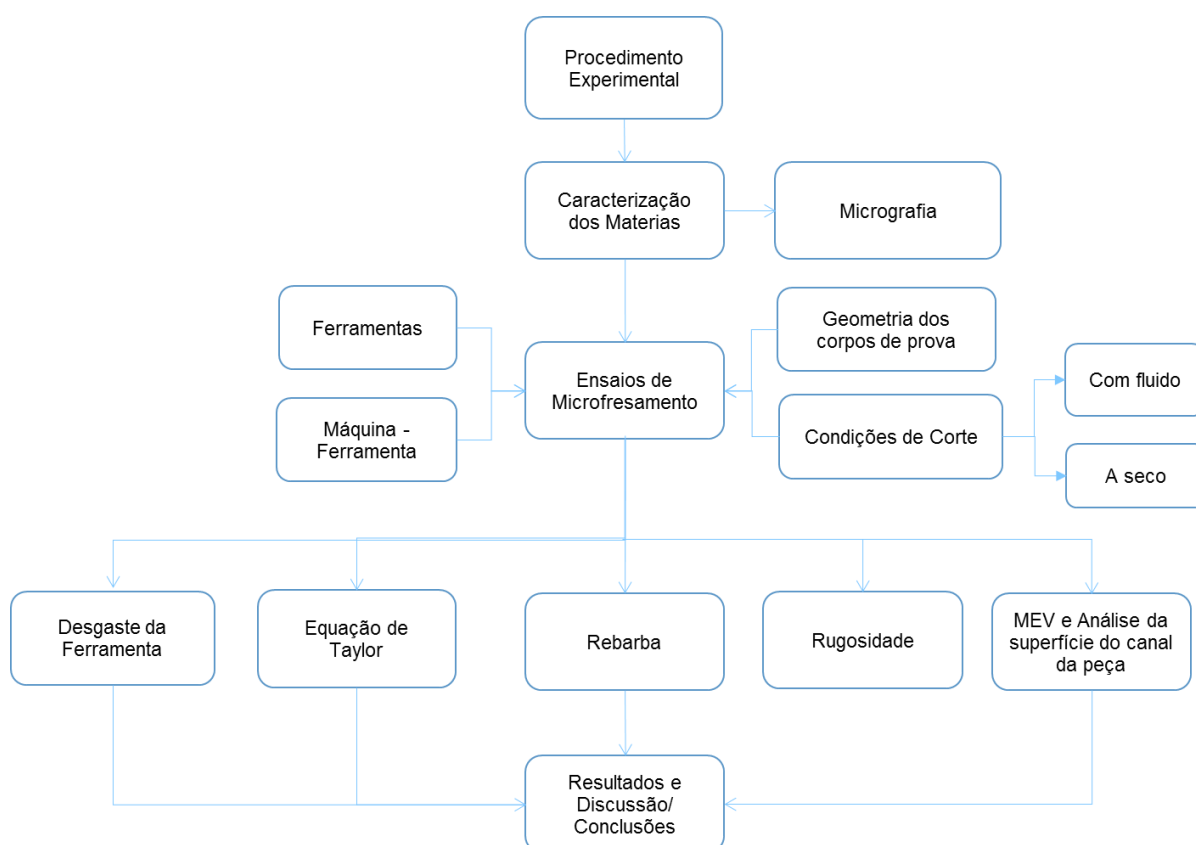 Procedimento
Experimental
Caracterização
dos Materias
Micrografia
Ferramentas
Máquina -
Ferramenta
Ensaios de
Microfresamento
Geometria dos
corpos de prova
Condições de Corte
Com fluido
A seco
Desgaste da
Ferramenta
Equação de
Taylor
Rebarba
Rugosidade
MEV e Análise da
superfície do canal
da peça
Resultados e
Discussão/
Conclusões